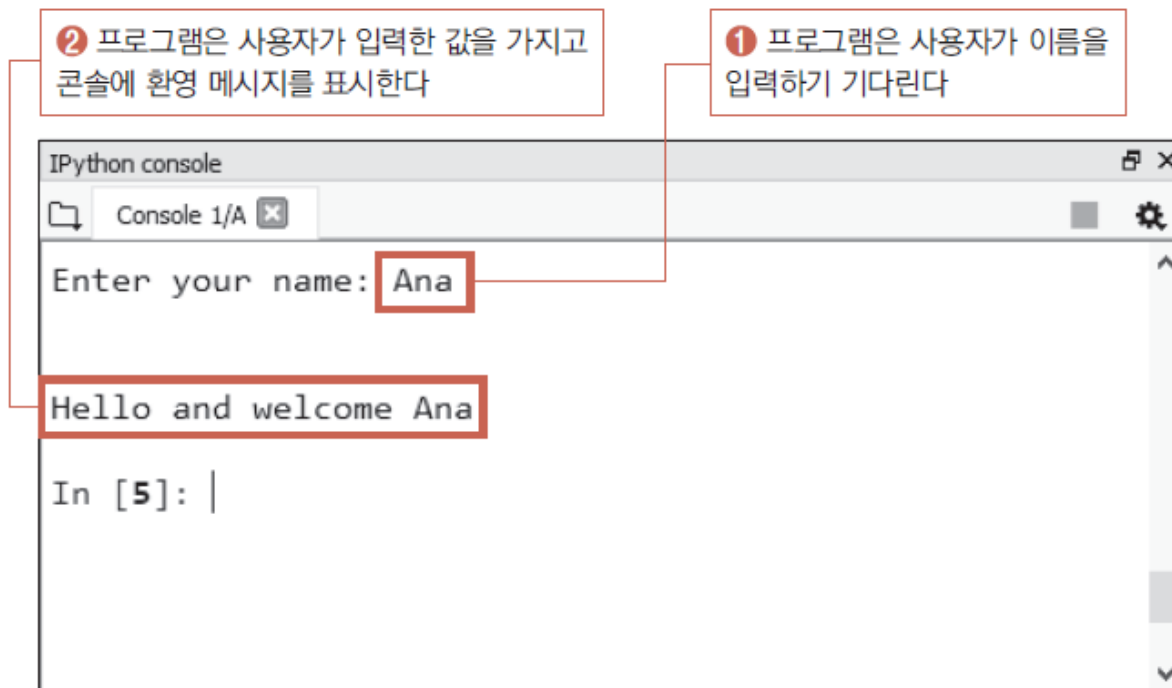 ❷ 프로그램은 사용자가 입력한 값을 가지고
콘솔에 환영 메시지를 표시한다
❶ 프로그램은 사용자가 이름을
입력하기 기다린다
IPython console
Console 1/A
Enter your name: Ana
Hello and welcome Ana
In [5]: